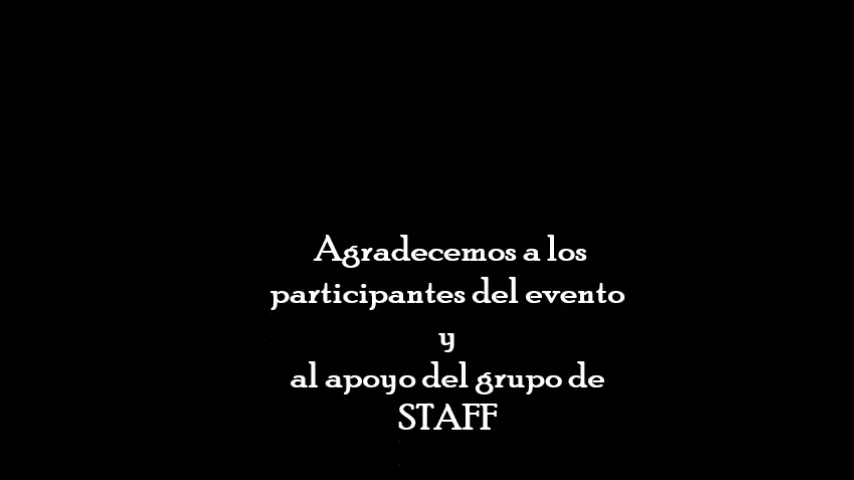 Agradecemos a los
participantes del evento
y
al apoyo del grupo de
STAFF